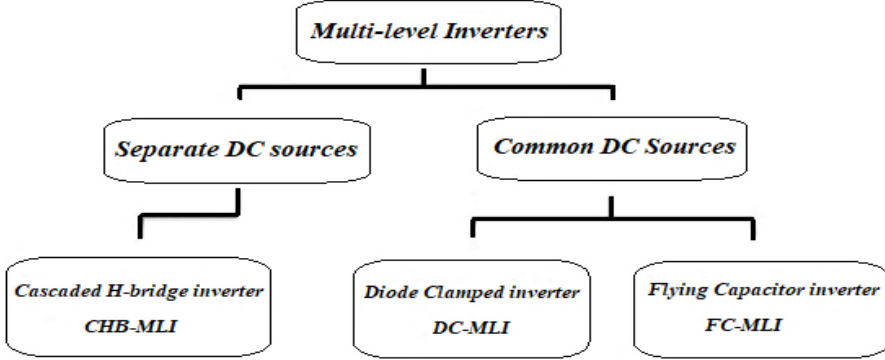 Multi-level Inverters
Separate DC sources
Common DC Sources
Cascaded H-bridge inverter
CHB-MLI
Diode Clamped inverter
DC-MLI
Flying Capacitor inverter
FC-MLI